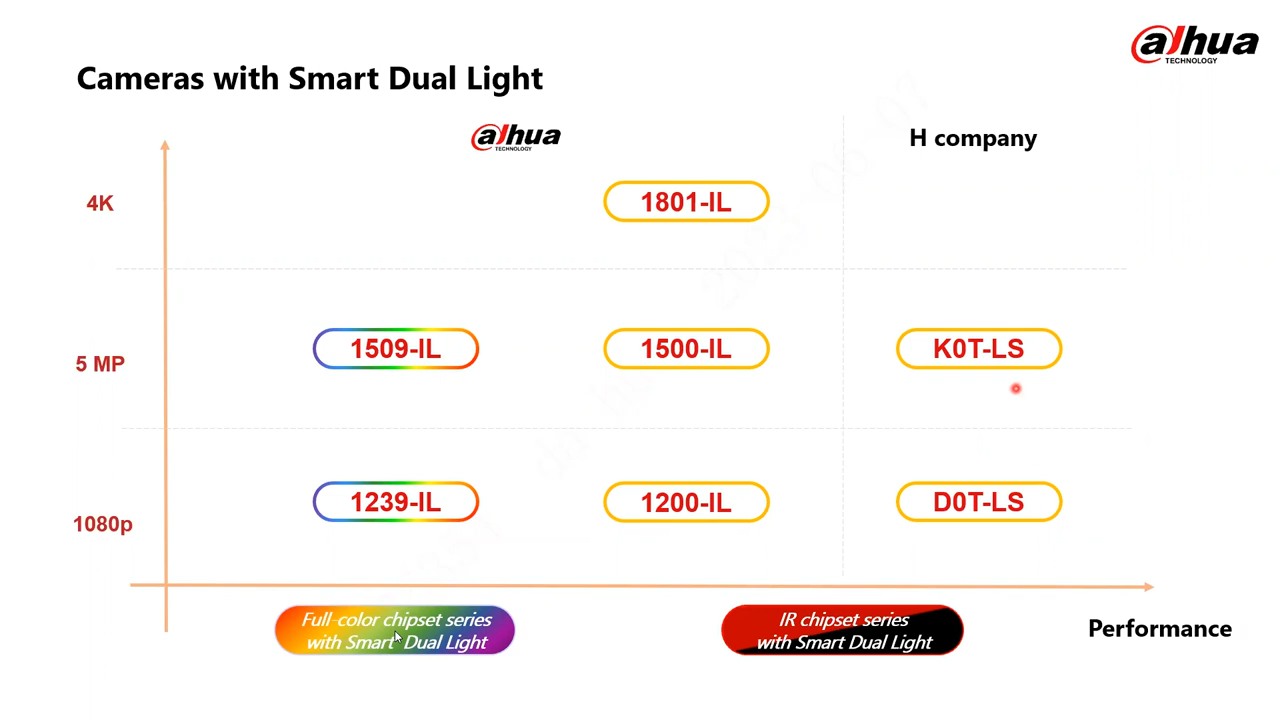 alhua
TECHNOLOGY
Cameras with Smart Dual Light
alhua
TECHNOLOGY
H company
4K
1801-IL
5 MP
1509-IL
1500-IL
K0T-LS
1080p
1239-IL
1200-IL
D0T-LS
Full-color chipset series
with Smart Dual Light
IR chipset series
with Smart Dual Light
Performance